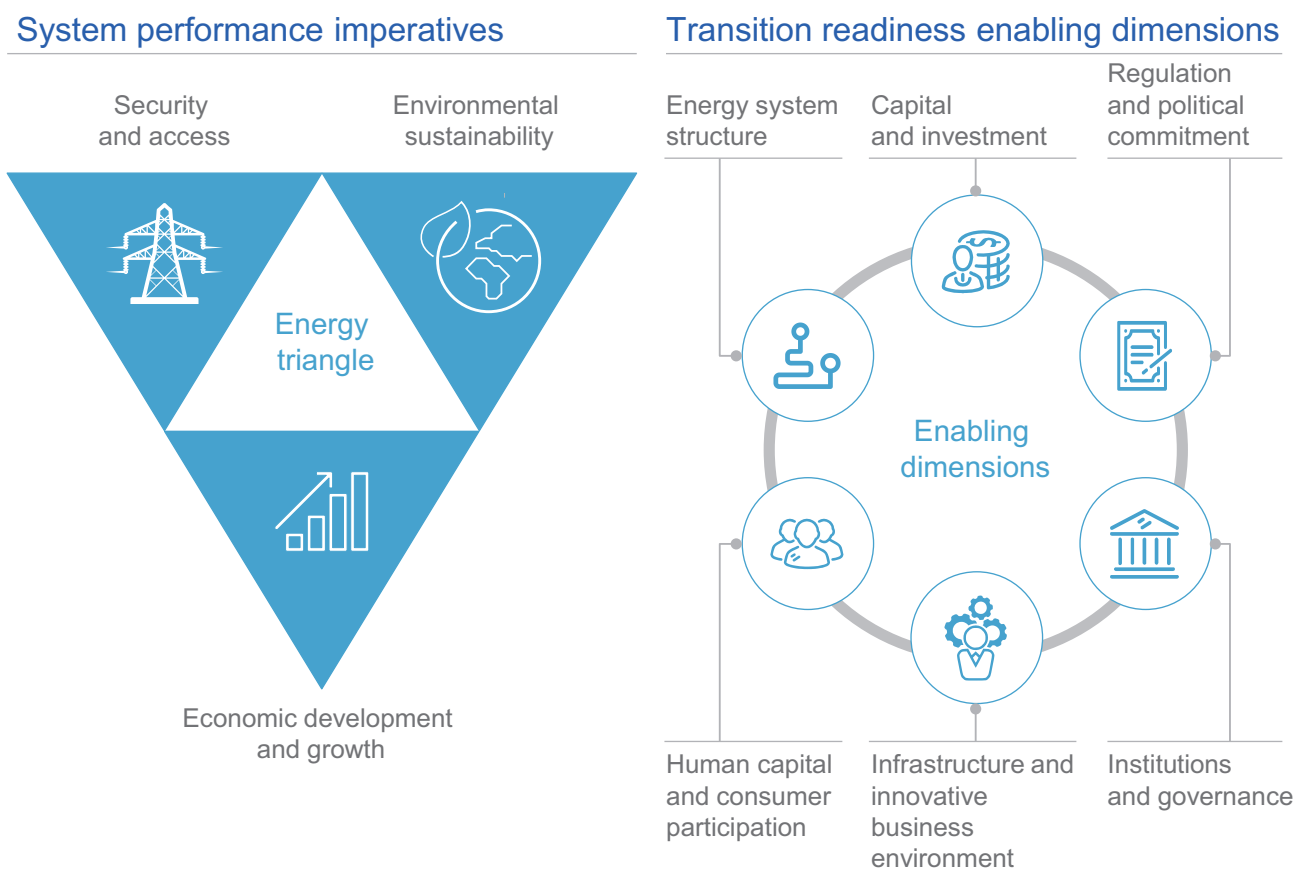 System performance imperatives
Security
and access
Environmental
sustainability
Energy
triangle
Economic development
and growth
Transition readiness enabling dimensions
Energy system
structure
Capital
and investment
Regulation
and political
commitment
$
Enabling
dimensions
Human capital
and consumer
participation
Infrastructure and
innovative
business
environment
Institutions
and governance